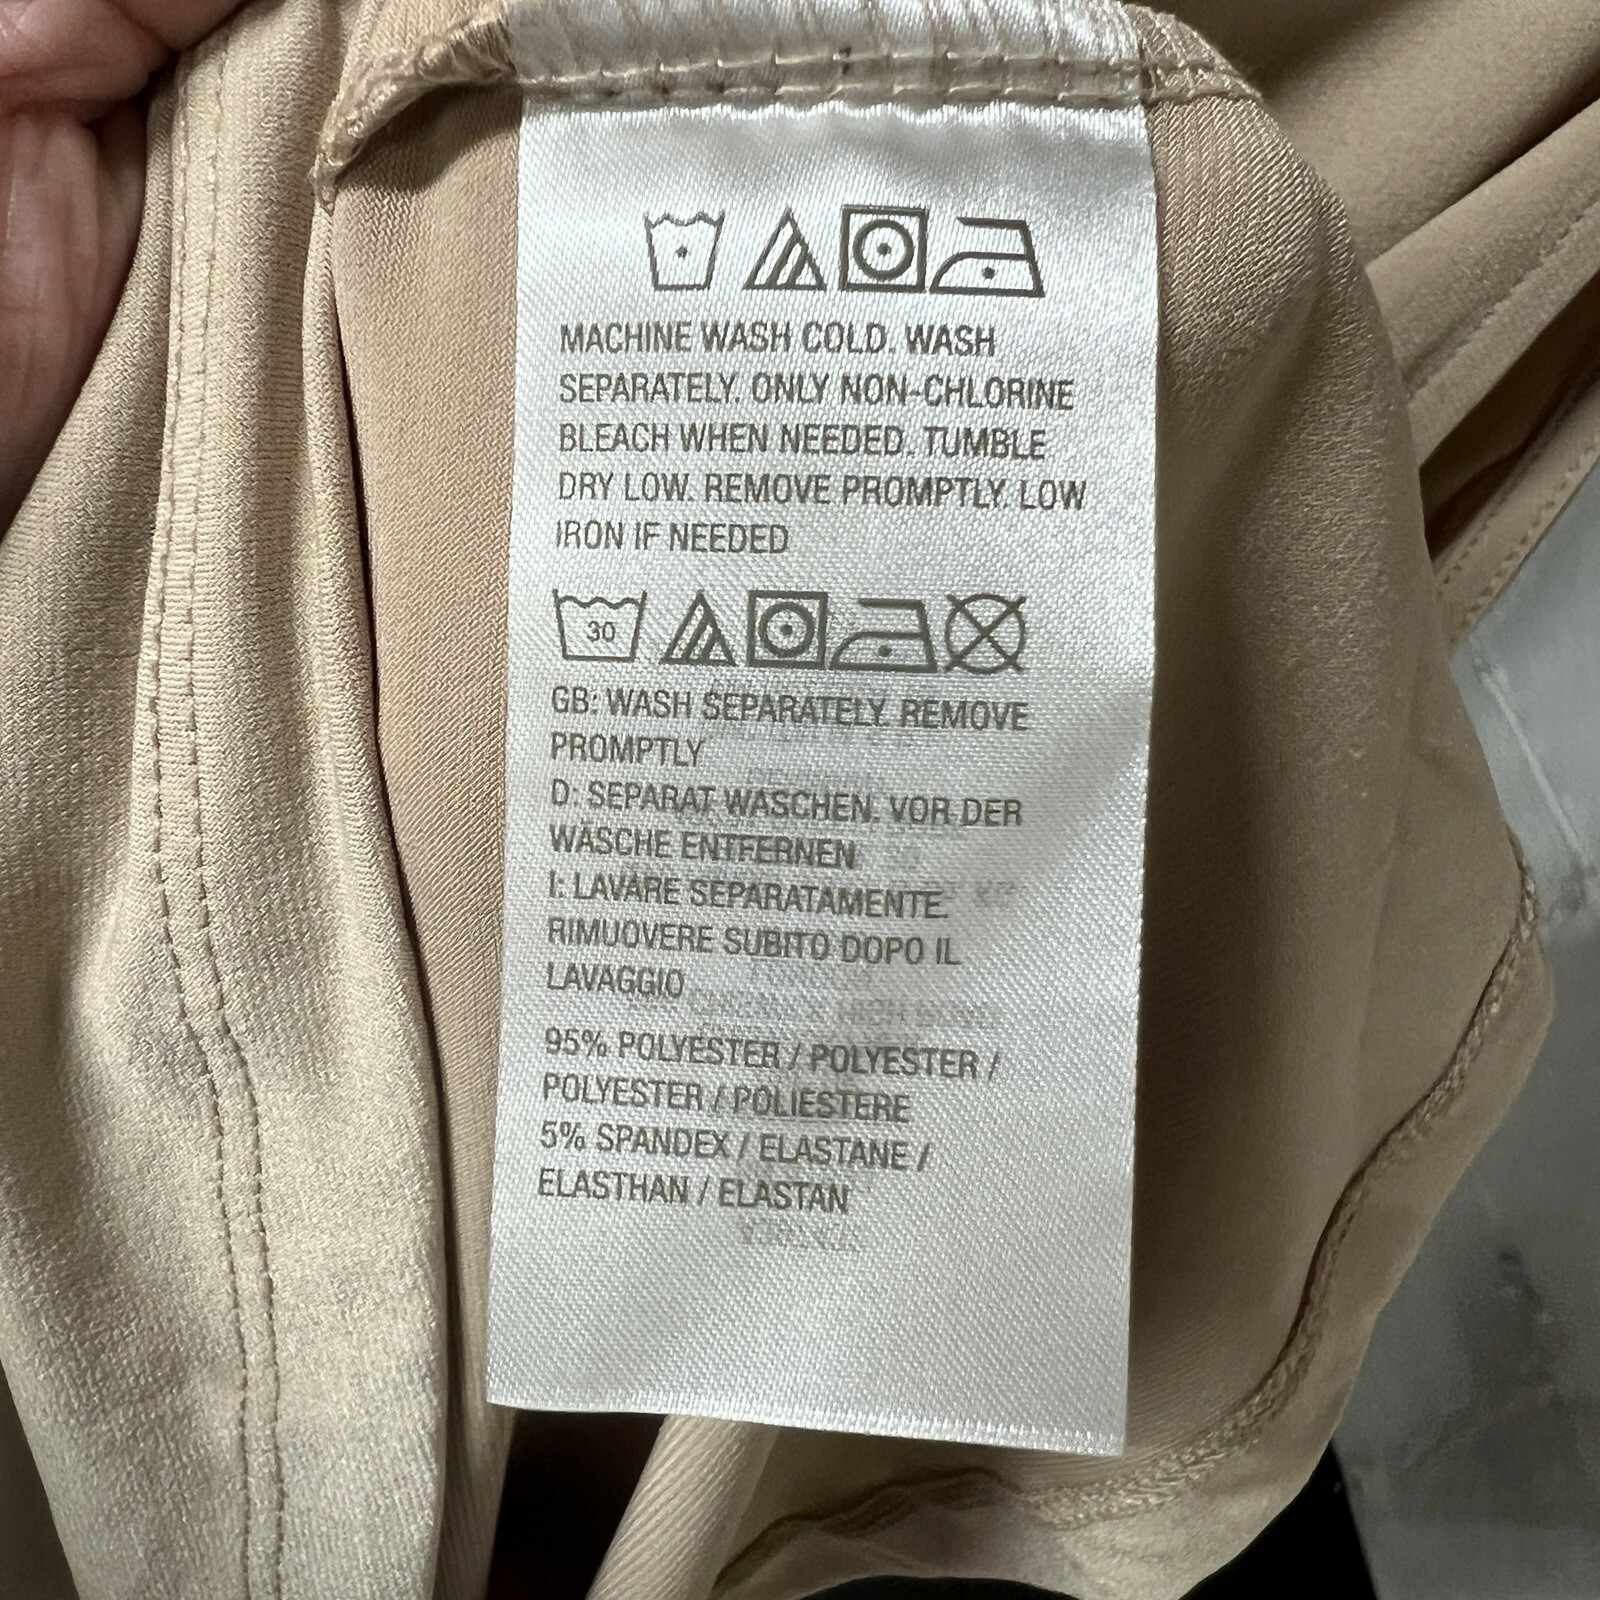 MACHINE WASH COLD. WASH
SEPARATELY. ONLY NON-CHLORINE
BLEACH WHEN NEEDED. TUMBLE
DRY LOW. REMOVE PROMPTLY. LOW
IRON IF NEEDED
30
GB: WASH SEPARATELY. REMOVE
PROMPTLY
D: SEPARAT WASCHEN. VOR DER
WÄSCHE ENTFERNEN
I: LAVARE SEPARATAMENTE.
RIMUOVERE SUBITO DOPO IL
LAVAGGIO
95% POLYESTER / POLYESTER /
POLYESTER / POLIESTERE
5% SPANDEX / ELASTANE /
ELASTHAN / ELASTAN